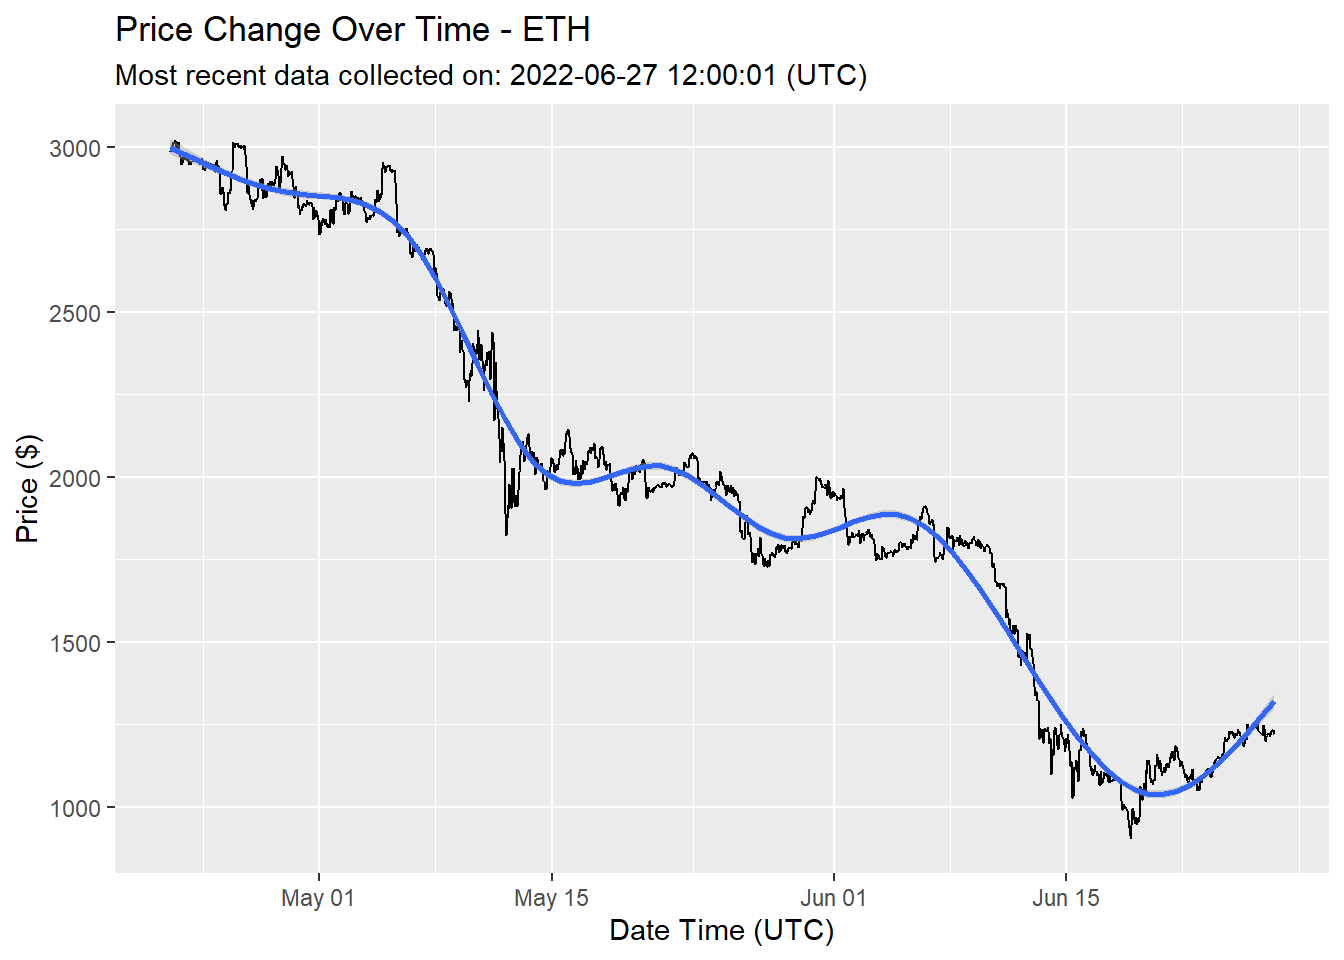 Price Change Over Time - ETH
Most recent data collected on: 2022-06-27 12:00:01 (UTC)
3000
2500
2000
1500
1000
Price ($)
May 01
May 15
Jun 01
Jun 15
Date Time (UTC)